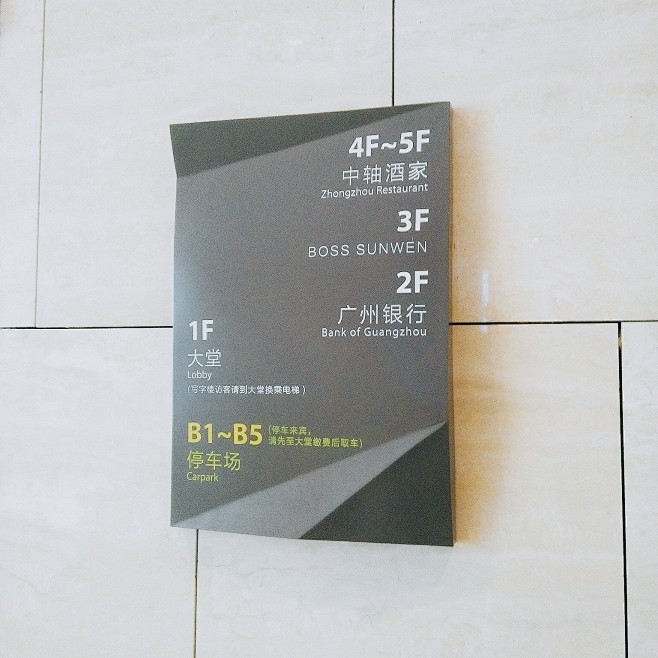 4F~5F
中轴酒家
Zhongzhou Restaurant
3F
BOSS SUNWEN
2F
广州银行
Bank of Guangzhou
1F
大堂
Lobby
(写字楼访客请到大堂换乘电梯)
B1~B5 (停车来宾，
请先至大堂缴费后取车)
停车场
Carpark